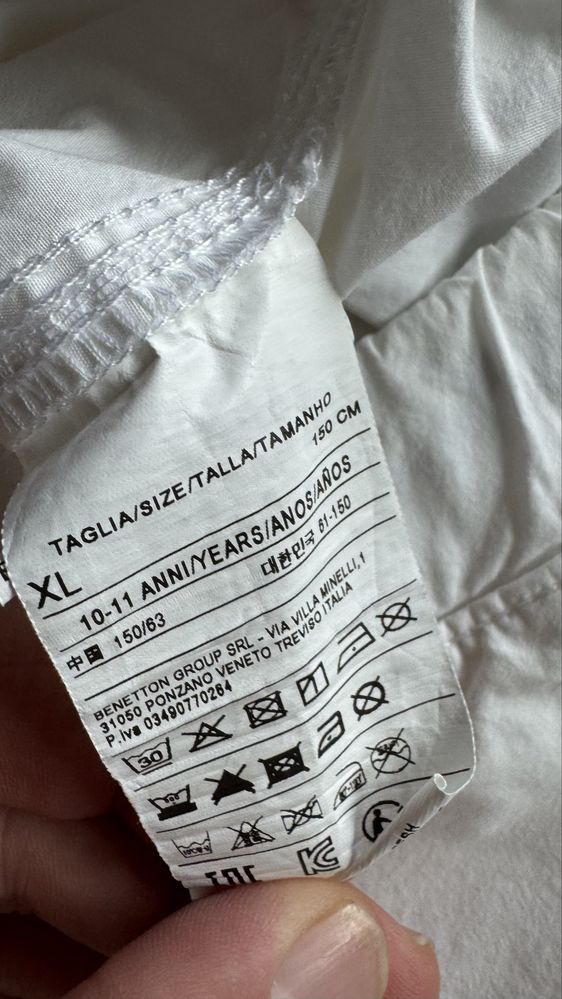 TAGLIA/SIZE/TALLA/TAMANHO
XL 150 CM
10-11 ANNI/YEARS/ANOS/AÑOS
中国 150/63 대한민국 61-150
BENETTON GROUP SRL - VIA VILLA MINELLI,1
31050 PONZANO VENETO TREVISO ITALIA
P.iva 03490770264
30
EAC